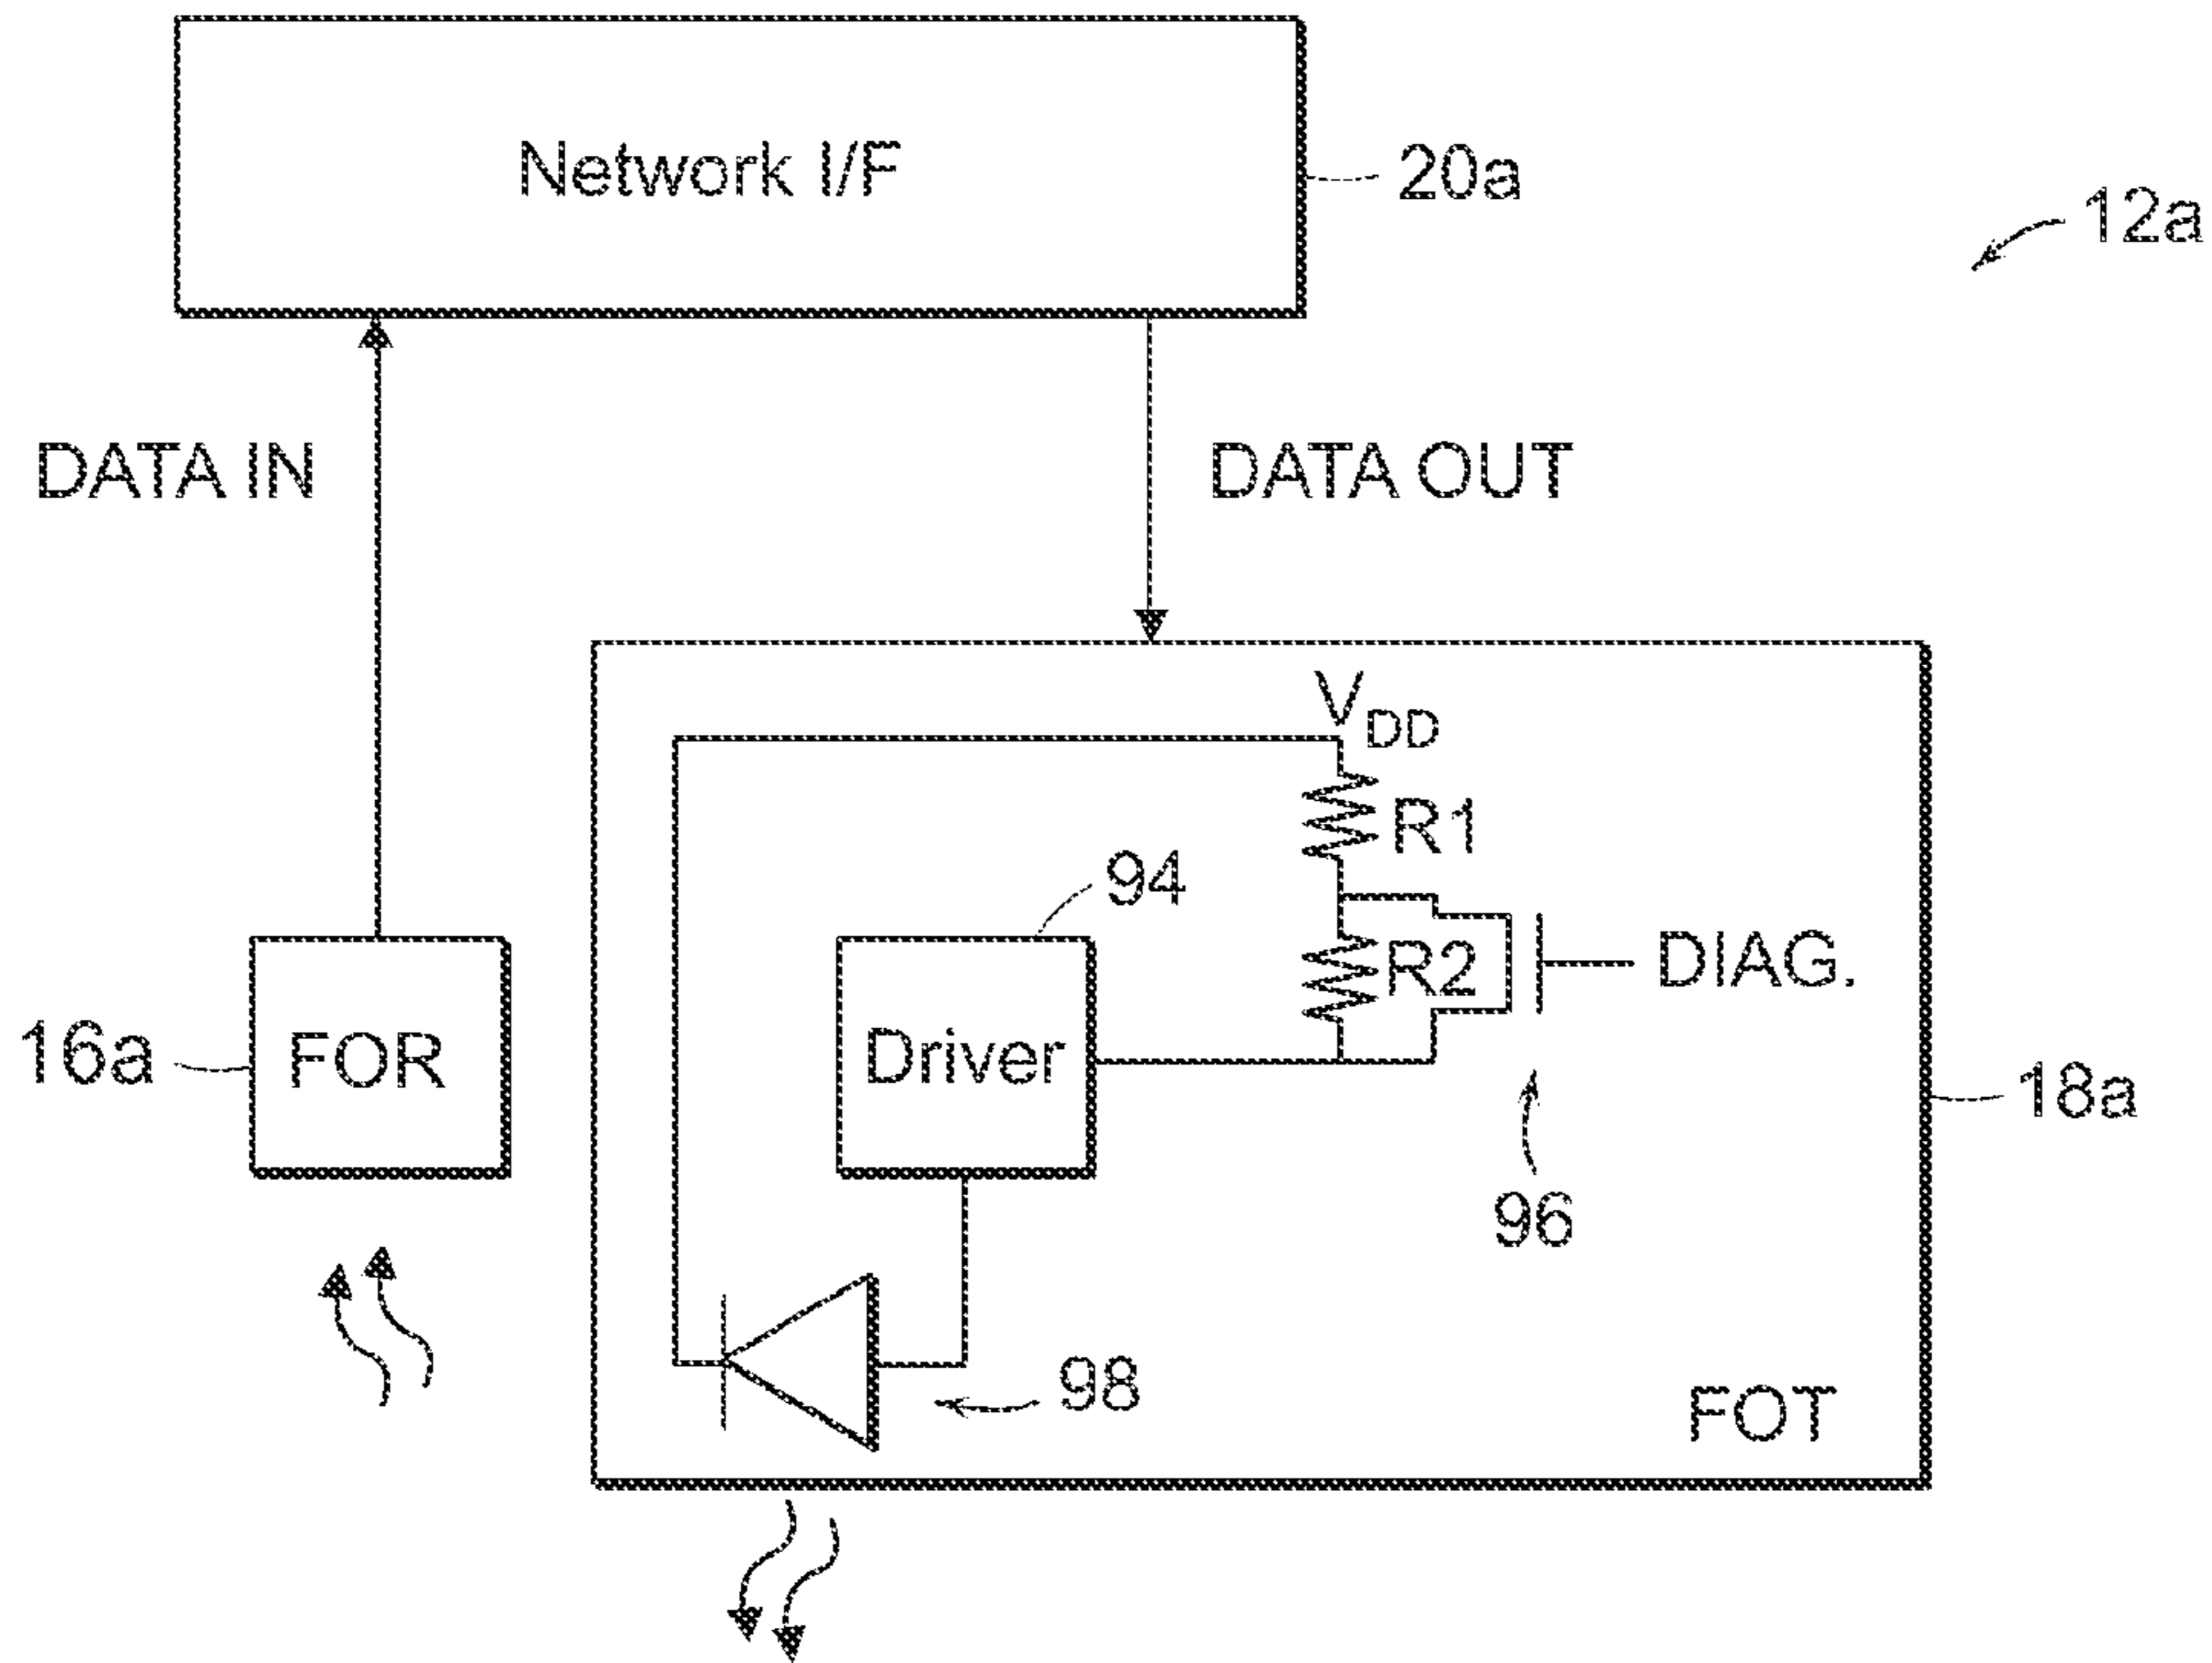 Network I/F
20a
12a
DATA IN
DATA OUT
VDD
R1
94
R2
DIAG.
16a
FOR
Driver
18a
96
98
FOT